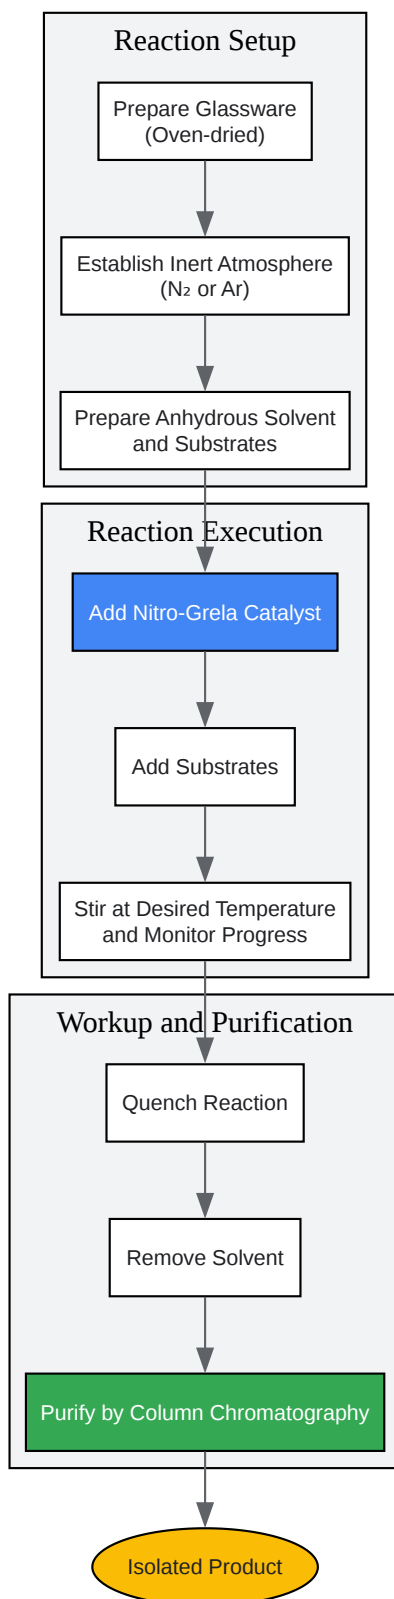 Reaction Setup
Prepare Glassware
(Oven-dried)
Establish Inert Atmosphere
(N₂ or Ar)
Prepare Anhydrous Solvent
and Substrates
Reaction Execution
Add Nitro-Grela Catalyst
Add Substrates
Stir at Desired Temperature
and Monitor Progress
Workup and Purification
Quench Reaction
Remove Solvent
Purify by Column Chromatography
Isolated Product